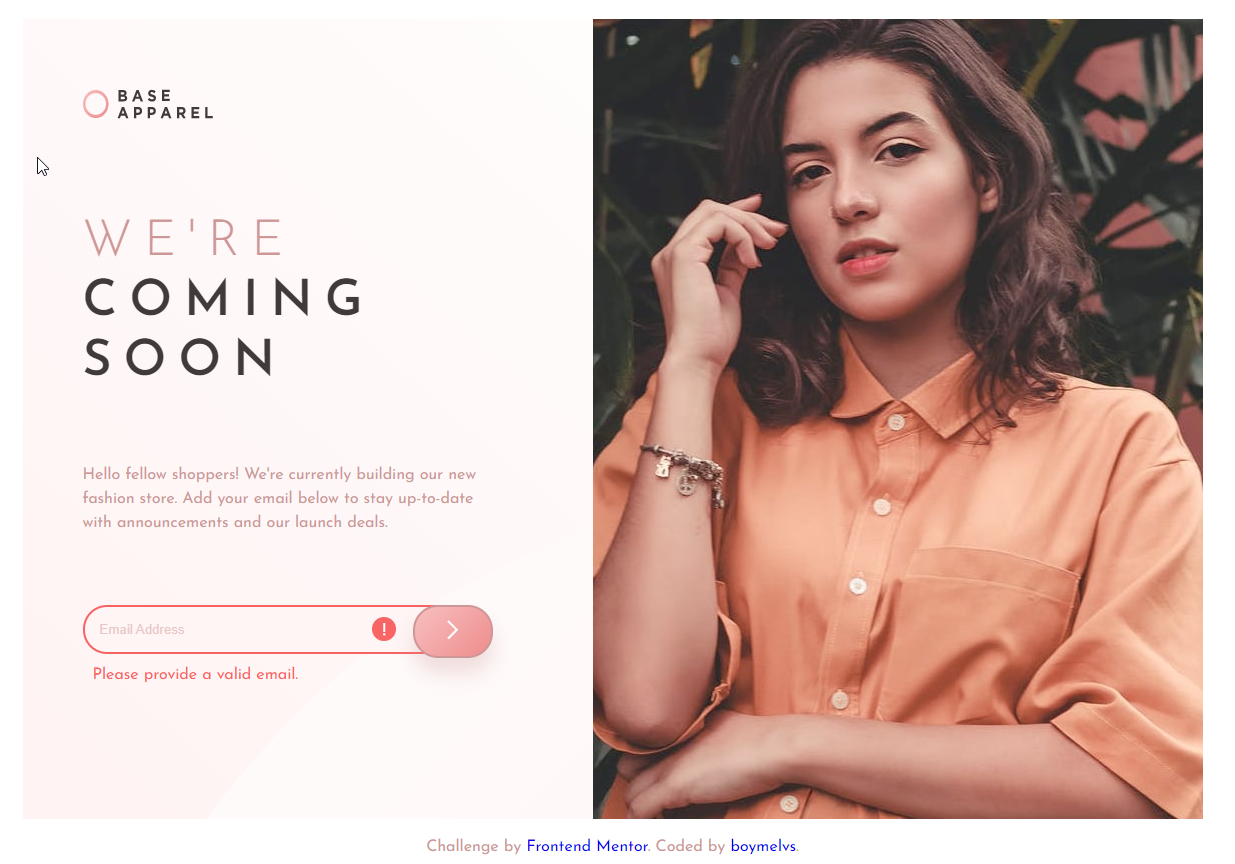 BASE
APPAREL
WE'RE
COMING
SOON
Hello fellow shoppers! We're currently building our new
fashion store. Add your email below to stay up-to-date
with announcements and our launch deals.
Email Address
!
Please provide a valid email.
Challenge by Frontend Mentor. Coded by boymelvs.